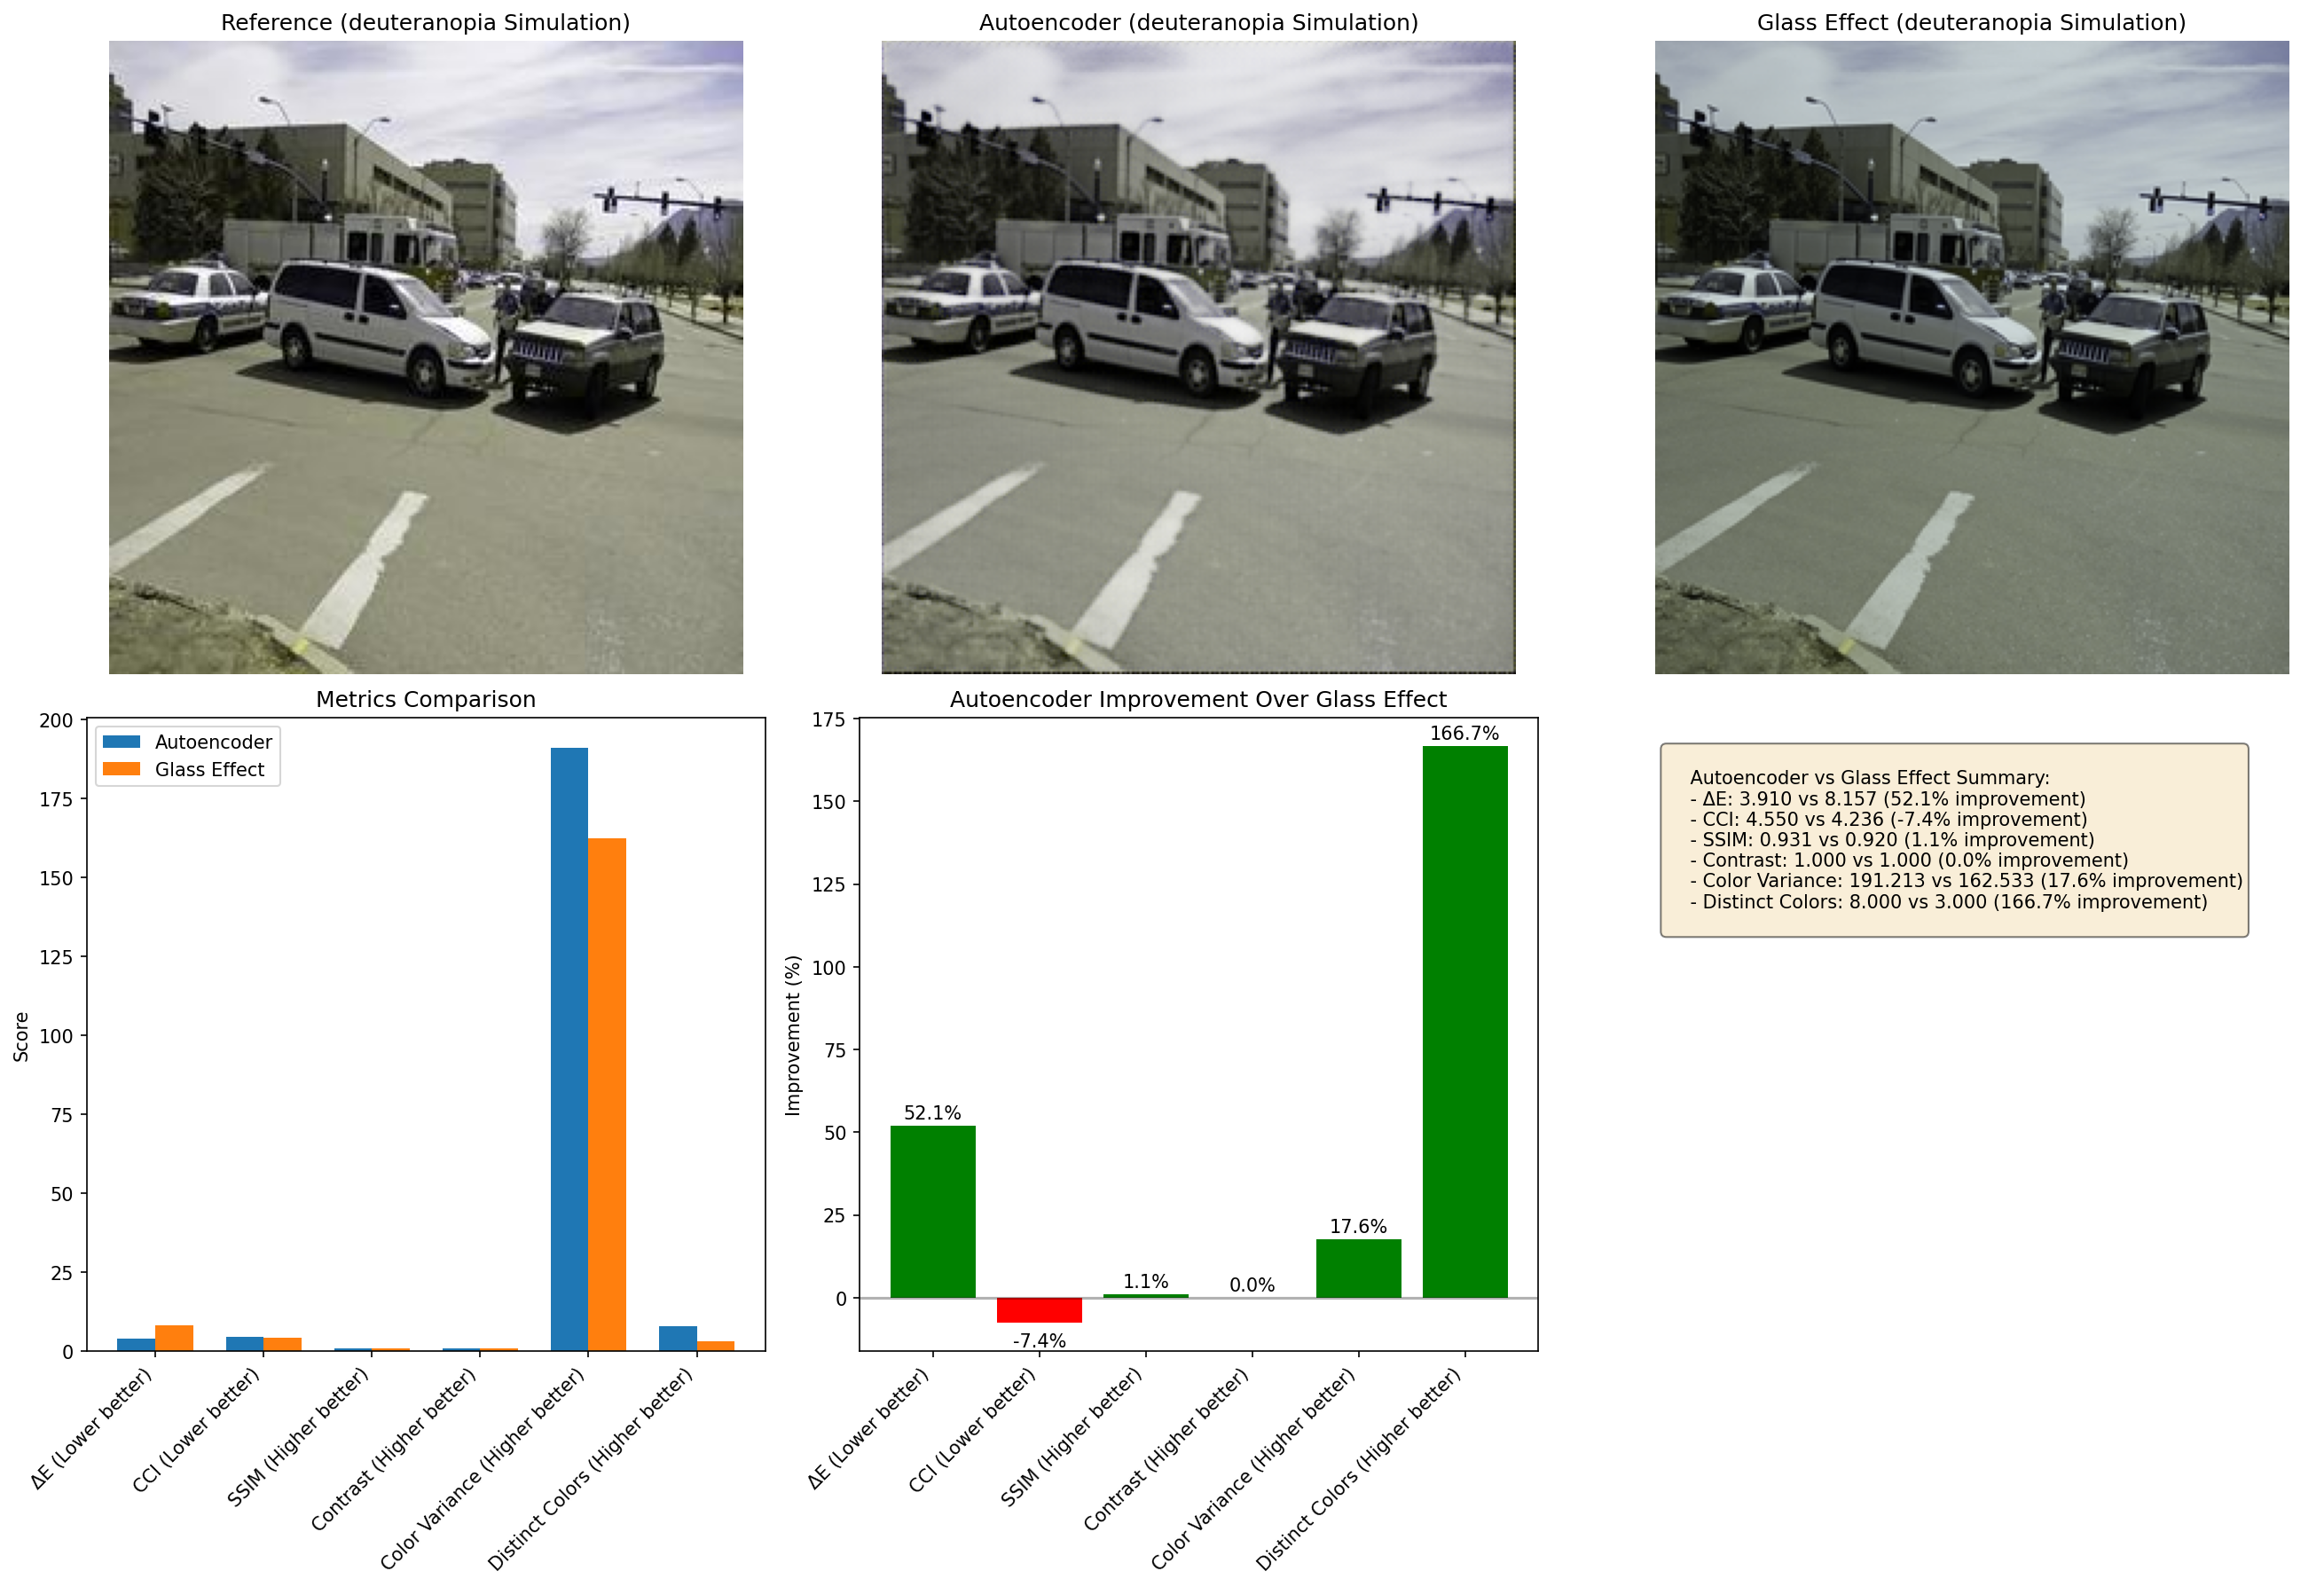 Reference (deuteranopia Simulation)
Autoencoder (deuteranopia Simulation)
Glass Effect (deuteranopia Simulation)
Metrics Comparison
Autoencoder
Glass Effect
Score
200
175
150
125
100
75
50
25
0
ΔE (Lower better)
CCI (Lower better)
SSIM (Higher better)
Contrast (Higher better)
Color Variance (Higher better)
Distinct Colors (Higher better)
Autoencoder Improvement Over Glass Effect
Improvement (%)
175
150
125
100
75
50
25
0
52.1%
-7.4%
1.1%
0.0%
17.6%
166.7%
ΔE (Lower better)
CCI (Lower better)
SSIM (Higher better)
Contrast (Higher better)
Color Variance (Higher better)
Distinct Colors (Higher better)
Autoencoder vs Glass Effect Summary:
- ΔE: 3.910 vs 8.157 (52.1% improvement)
- CCI: 4.550 vs 4.236 (-7.4% improvement)
- SSIM: 0.931 vs 0.920 (1.1% improvement)
- Contrast: 1.000 vs 1.000 (0.0% improvement)
- Color Variance: 191.213 vs 162.533 (17.6% improvement)
- Distinct Colors: 8.000 vs 3.000 (166.7% improvement)